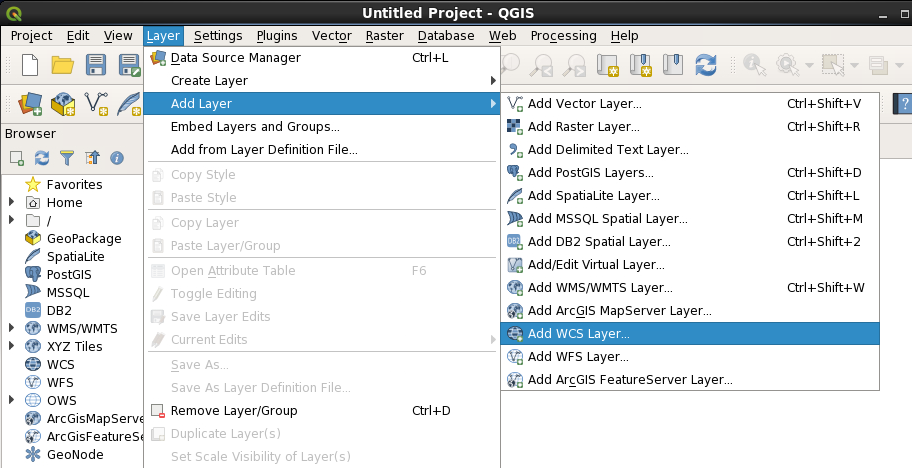 Untitled Project - QGIS
Project Edit View Layer Settings Plugins Vector Raster Database Web Processing Help
Data Source Manager Ctrl+L
Create Layer
Add Layer
Embed Layers and Groups...
Add from Layer Definition File...
Copy Style
Paste Style
Copy Layer
Paste Layer/Group
Open Attribute Table F6
Toggle Editing
Save Layer Edits
Current Edits
Save As...
Save As Layer Definition File...
Remove Layer/Group Ctrl+D
Duplicate Layer(s)
Set Scale Visibility of Layer(s)
Add Vector Layer... Ctrl+Shift+V
Add Raster Layer... Ctrl+Shift+R
Add Delimited Text Layer...
Add PostGIS Layers... Ctrl+Shift+D
Add SpatiaLite Layer... Ctrl+Shift+L
Add MSSQL Spatial Layer... Ctrl+Shift+M
Add DB2 Spatial Layer... Ctrl+Shift+2
Add/Edit Virtual Layer...
Add WMS/WMTS Layer... Ctrl+Shift+W
Add ArcGIS MapServer Layer...
Add WCS Layer...
Add WFS Layer...
Add ArcGIS FeatureServer Layer...
Browser
Favorites
Home
/
GeoPackage
SpatiaLite
PostGIS
MSSQL
DB2
WMS/WMTS
XYZ Tiles
WCS
WFS
OWS
ArcGisMapServe
ArcGisFeatureSe
GeoNode